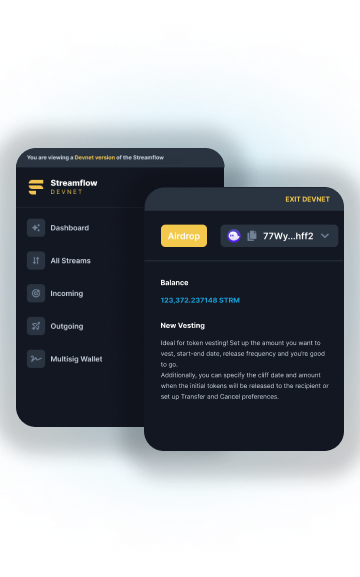 You are viewing a Devnet version of the Streamflow
Streamflow
DEVNET
Dashboard
All Streams
Incoming
Outgoing
Multisig Wallet
EXIT DEVNET
Airdrop
77Wy...hff2
Balance
123,372.237148 STRM
New Vesting
Ideal for token vesting! Set up the amount you want to
vest, start-end date, release frequency and you're good
to go.
Additionally, you can specify the cliff date and amount
when the initial tokens will be released to the recipient or
set up Transfer and Cancel preferences.